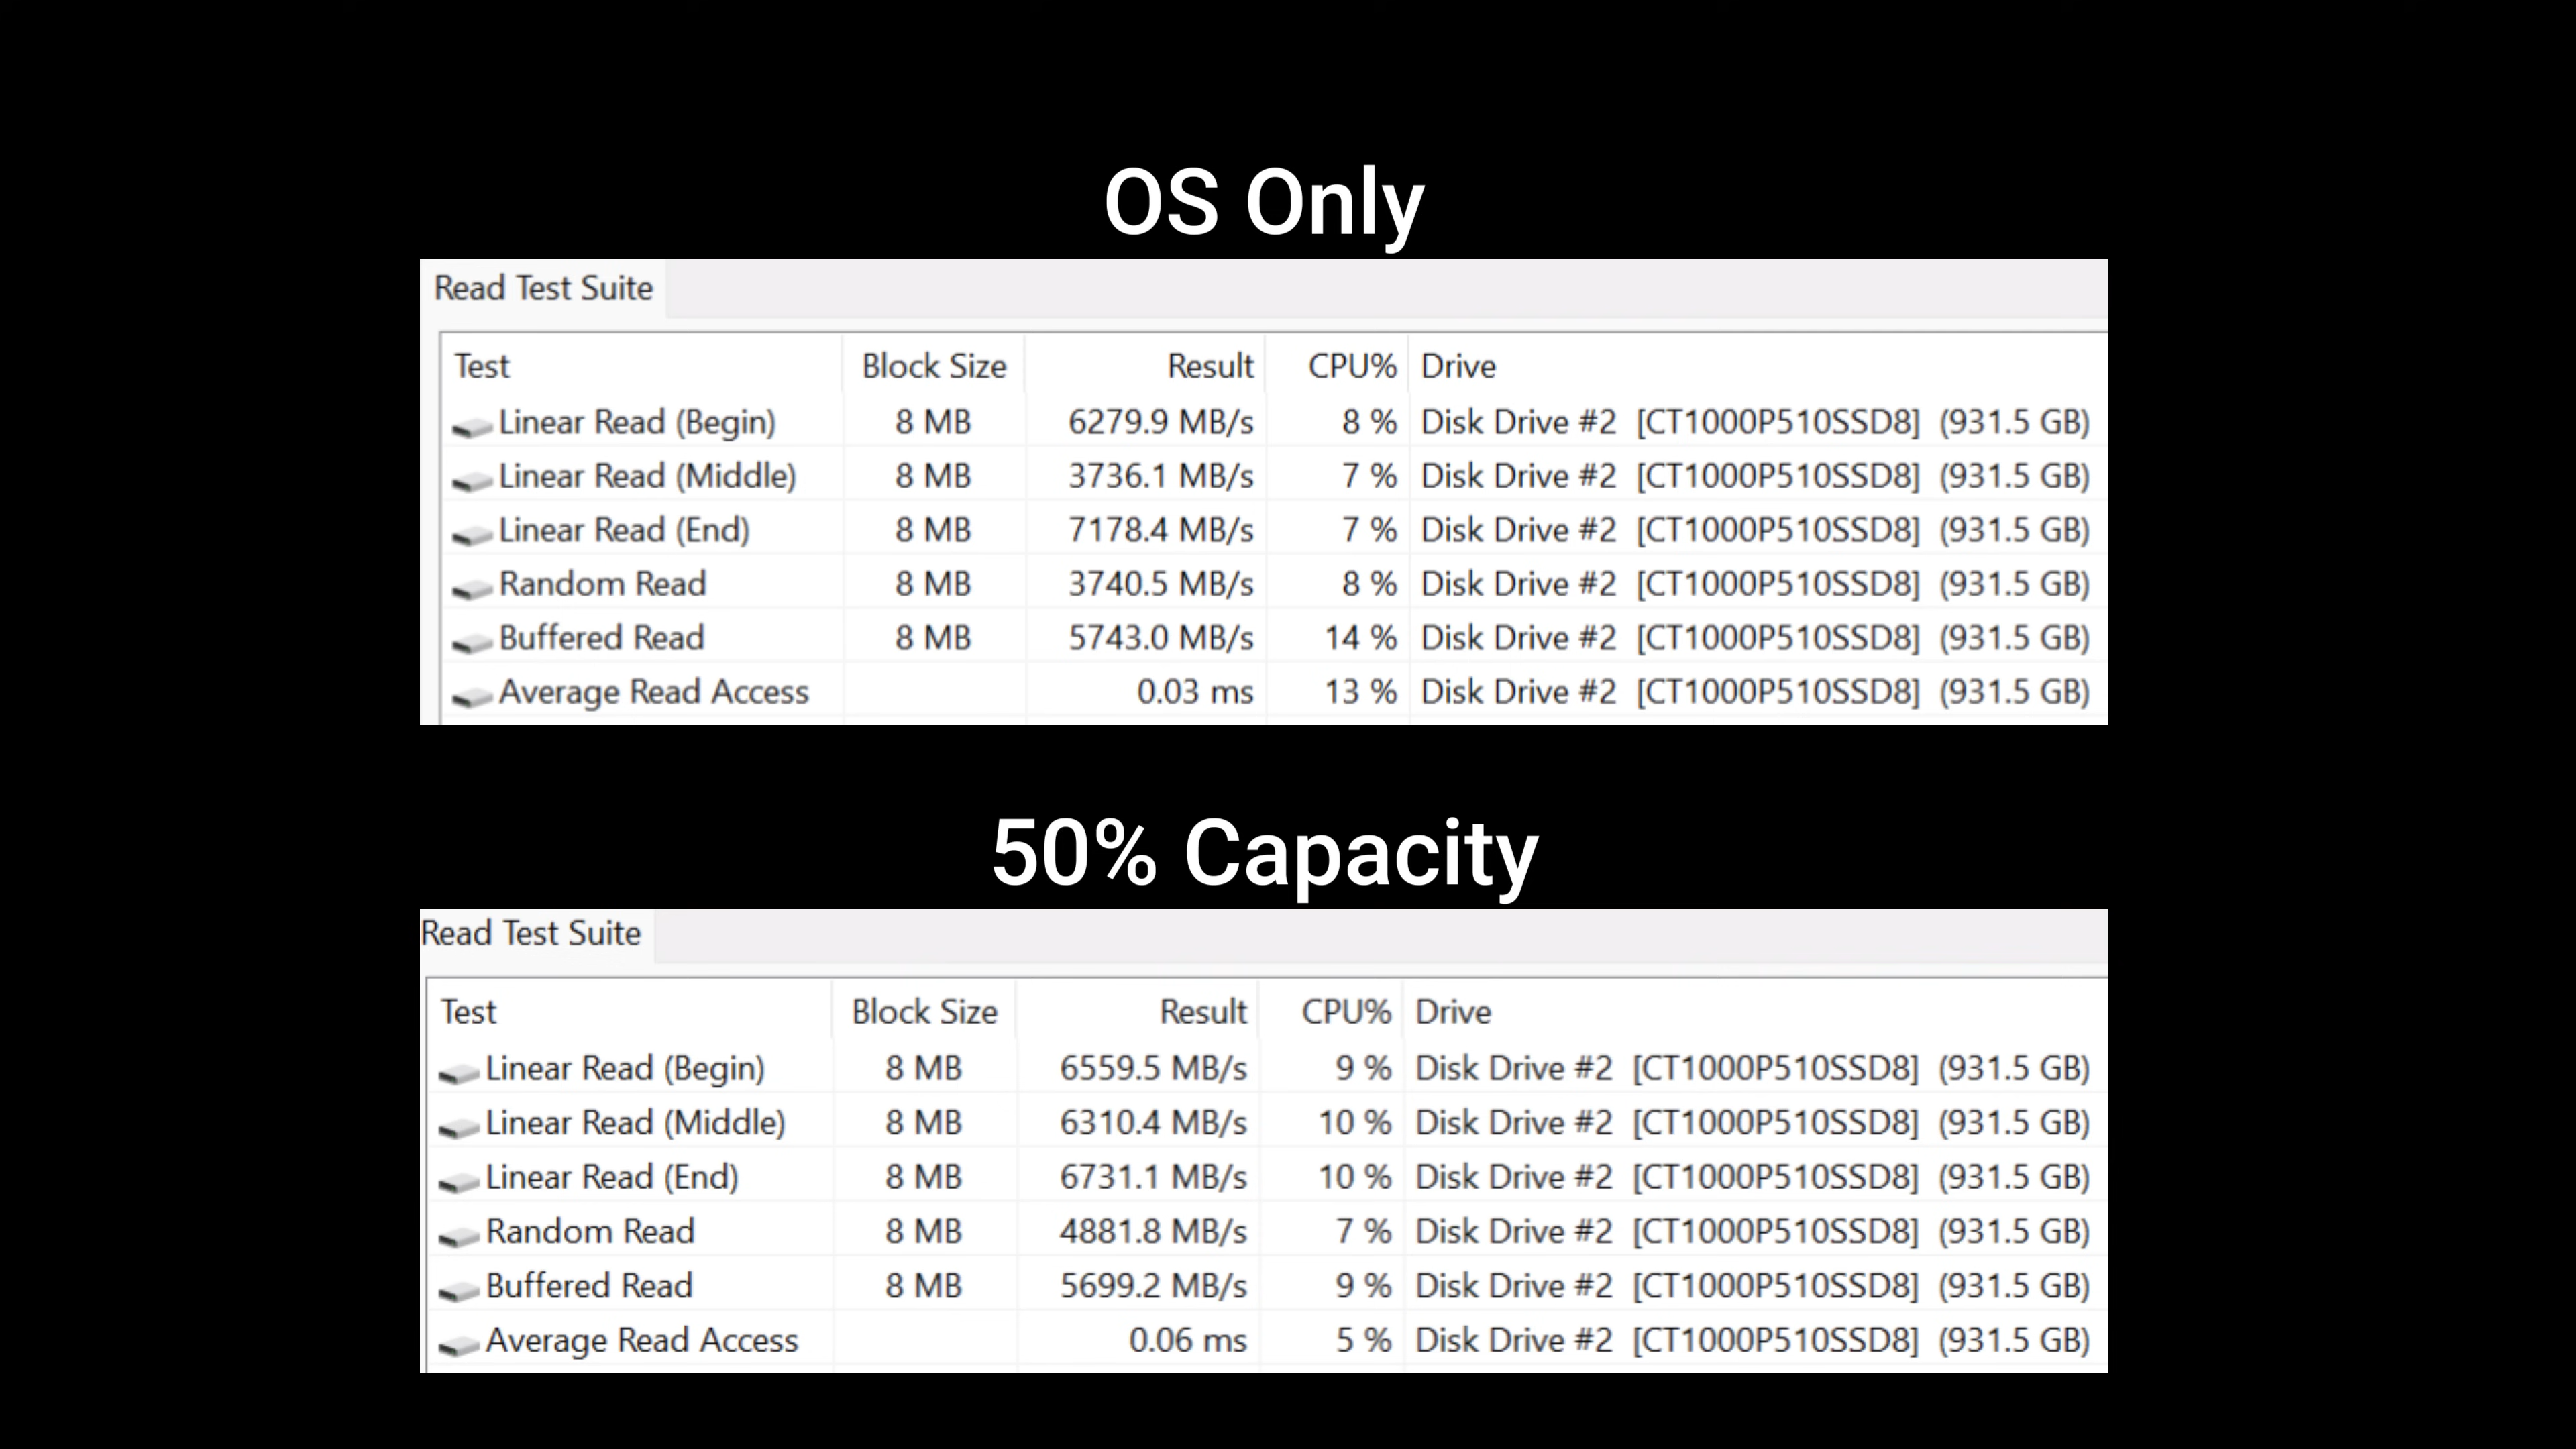 OS Only
Read Test Suite
Test Block Size Result CPU% Drive
Linear Read (Begin) 8 MB 6279.9 MB/s 8 % Disk Drive #2 [CT1000P510SSD8] (931.5 GB)
Linear Read (Middle) 8 MB 3736.1 MB/s 7 % Disk Drive #2 [CT1000P510SSD8] (931.5 GB)
Linear Read (End) 8 MB 7178.4 MB/s 7 % Disk Drive #2 [CT1000P510SSD8] (931.5 GB)
Random Read 8 MB 3740.5 MB/s 8 % Disk Drive #2 [CT1000P510SSD8] (931.5 GB)
Buffered Read 8 MB 5743.0 MB/s 14 % Disk Drive #2 [CT1000P510SSD8] (931.5 GB)
Average Read Access 0.03 ms 13 % Disk Drive #2 [CT1000P510SSD8] (931.5 GB)
50% Capacity
Read Test Suite
Test Block Size Result CPU% Drive
Linear Read (Begin) 8 MB 6559.5 MB/s 9 % Disk Drive #2 [CT1000P510SSD8] (931.5 GB)
Linear Read (Middle) 8 MB 6310.4 MB/s 10 % Disk Drive #2 [CT1000P510SSD8] (931.5 GB)
Linear Read (End) 8 MB 6731.1 MB/s 10 % Disk Drive #2 [CT1000P510SSD8] (931.5 GB)
Random Read 8 MB 4881.8 MB/s 7 % Disk Drive #2 [CT1000P510SSD8] (931.5 GB)
Buffered Read 8 MB 5699.2 MB/s 9 % Disk Drive #2 [CT1000P510SSD8] (931.5 GB)
Average Read Access 0.06 ms 5 % Disk Drive #2 [CT1000P510SSD8] (931.5 GB)